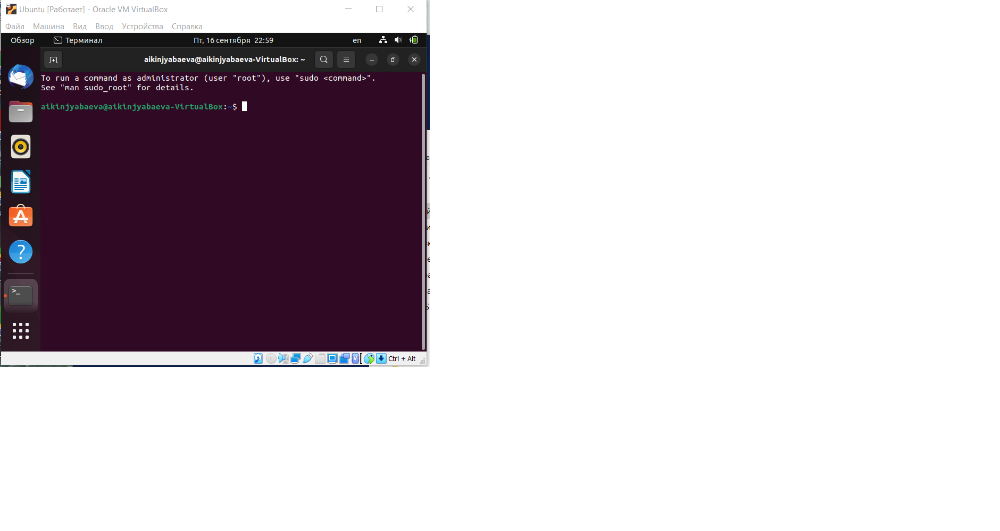 Ubuntu [Работает] - Oracle VM VirtualBox
Файл Машина Вид Ввод Устройства Справка
Обзор Терминал Пт, 16 сентября 22:59 en
aikinjyabaeva@aikinjyabaeva-VirtualBox: ~
To run a command as administrator (user "root"), use "sudo <command>".
See "man sudo_root" for details.
aikinjyabaeva@aikinjyabaeva-VirtualBox:~$
Ctrl + Alt